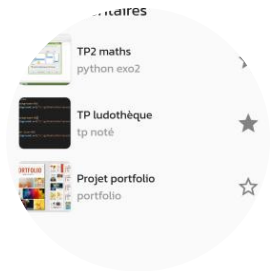 TP2 maths
python exo2
TP ludothèque
tp noté
Projet portfolio
portfolio